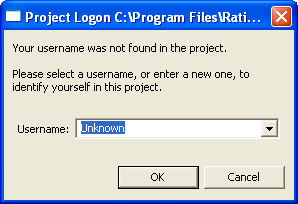 Project Logon C:\Program Files\Rati...
Your username was not found in the project.
Please select a username, or enter a new one, to
identify yourself in this project.
Username: Unknown
OK Cancel